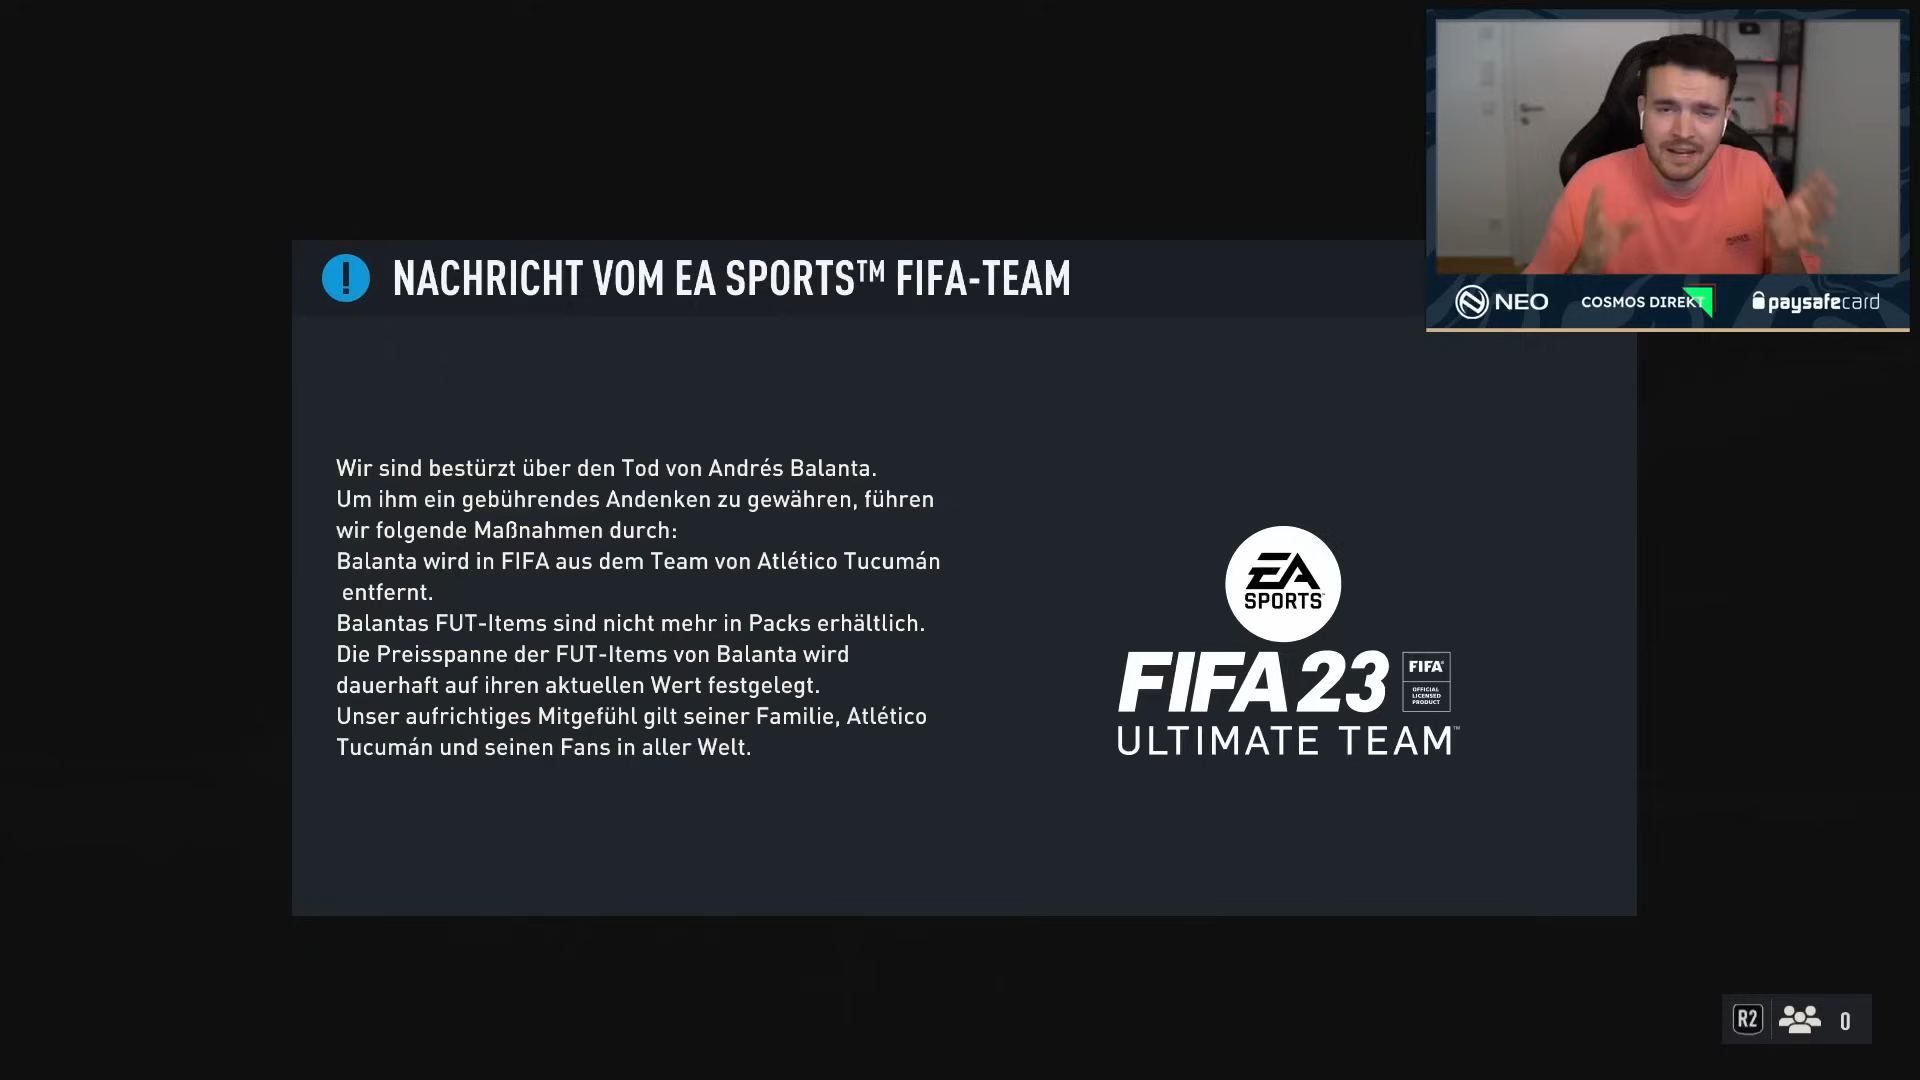 NACHRICHT VOM EA SPORTS™ FIFA-TEAM
NEO
COSMOS DIREKT
paysafecard
Wir sind bestürzt über den Tod von Andrés Balanta.
Um ihm ein gebührendes Andenken zu gewähren, führen
wir folgende Maßnahmen durch:
Balanta wird in FIFA aus dem Team von Atlético Tucumán
entfernt.
Balantas FUT-Items sind nicht mehr in Packs erhältlich.
Die Preisspanne der FUT-Items von Balanta wird
dauerhaft auf ihren aktuellen Wert festgelegt.
Unser aufrichtiges Mitgefühl gilt seiner Familie, Atlético
Tucumán und seinen Fans in aller Welt.
EA
SPORTS™
FIFA 23
FIFA®
OFFICIAL
LICENSED
PRODUCT
ULTIMATE TEAM™
R2
0